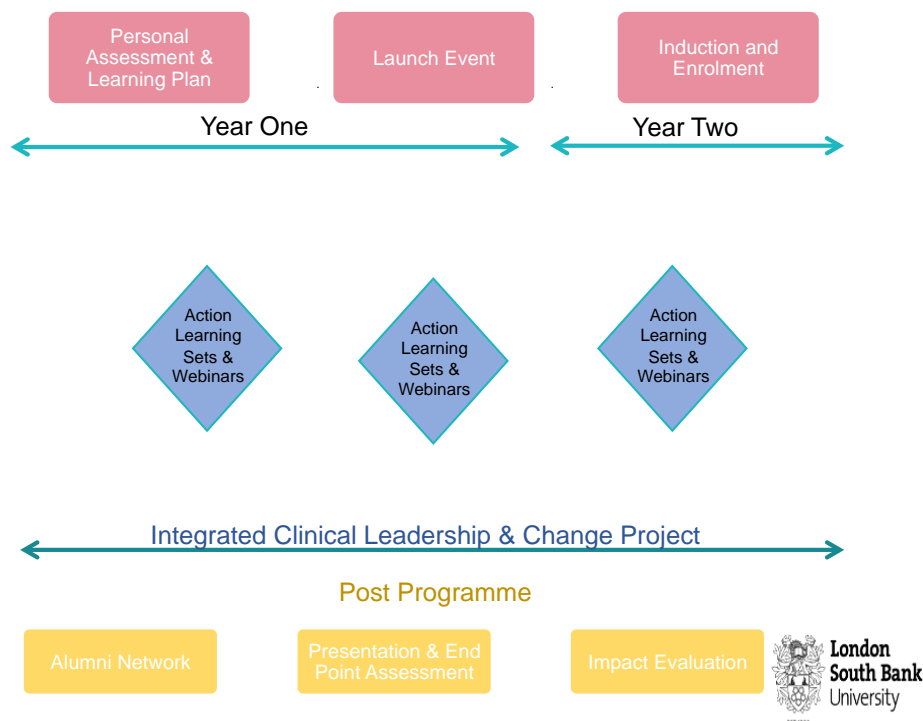 Personal
Assessment &
Learning Plan
Launch Event
Induction and
Enrolment
.
.
Year One
Year Two
Action
Learning
Sets &
Webinars
Action
Learning
Sets &
Webinars
Action
Learning
Sets &
Webinars
Integrated Clinical Leadership & Change Project
Post Programme
Alumni Network
Presentation & End
Point Assessment
Impact Evaluation
London
South Bank
University